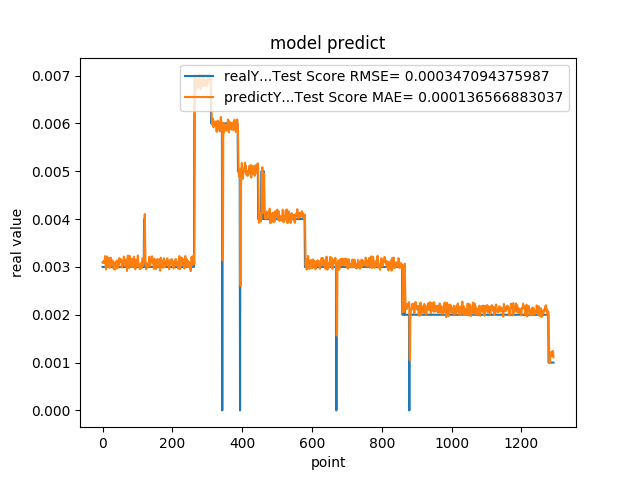 model predict
realY...Test Score RMSE= 0.000347094375987
predictY...Test Score MAE= 0.000136566883037
0.007
0.006
0.005
0.004
0.003
0.002
0.001
0.000
real value
0 200 400 600 800 1000 1200
point